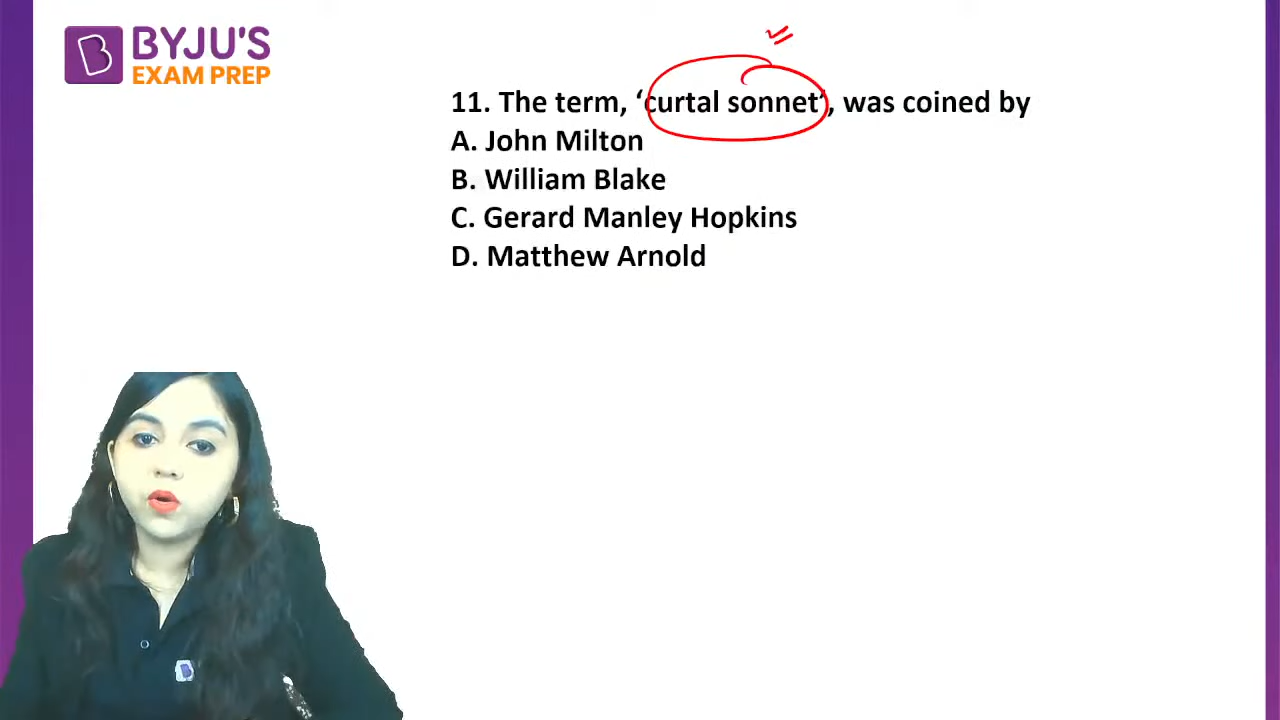 BYJU'S
EXAM PREP
11. The term, ‘curtal sonnet’, was coined by
A. John Milton
B. William Blake
C. Gerard Manley Hopkins
D. Matthew Arnold